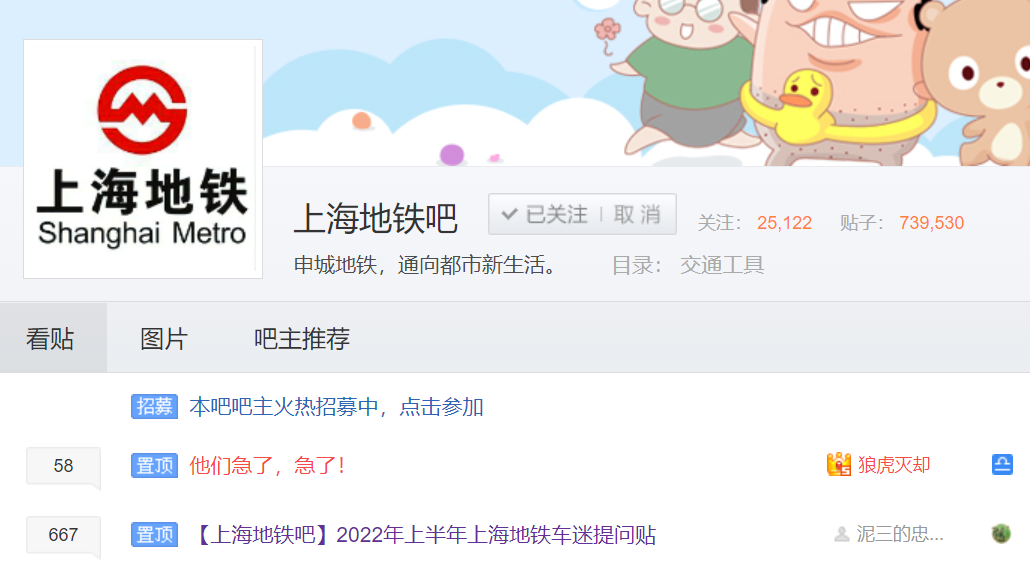 上海地铁
Shanghai Metro
上海地铁吧 已关注 取消 关注： 25,122 贴子： 739,530
申城地铁，通向都市新生活。 目录： 交通工具
看贴 图片 吧主推荐
招募 本吧吧主火热招募中，点击参加
58 置顶 他们急了，急了！ 狼虎灭却
667 置顶 【上海地铁吧】2022年上半年上海地铁车迷提问贴 泥三的忠...